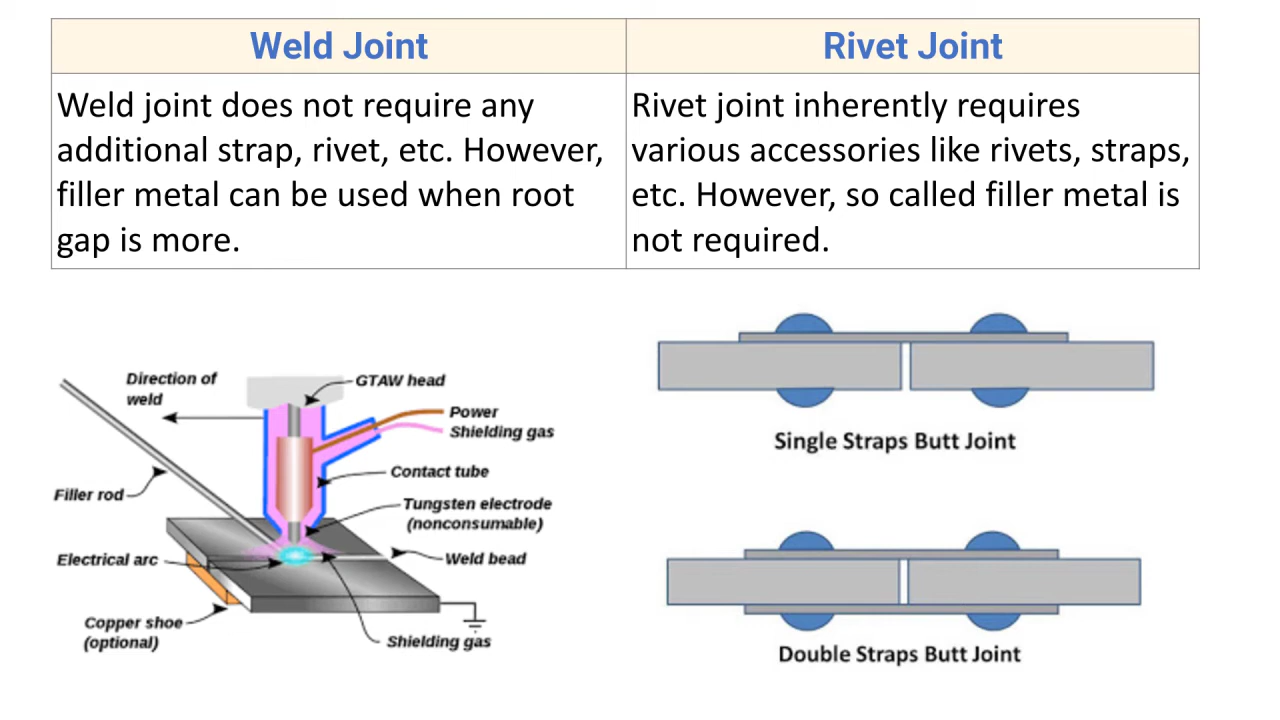 Weld Joint
Rivet Joint
Weld joint does not require any
additional strap, rivet, etc. However,
filler metal can be used when root
gap is more.
Rivet joint inherently requires
various accessories like rivets, straps,
etc. However, so called filler metal is
not required.
Direction of
weld
GTAW head
Power
Shielding gas
Contact tube
Filler rod
Tungsten electrode
(nonconsumable)
Electrical arc
Weld bead
Copper shoe
(optional)
Shielding gas
Single Straps Butt Joint
Double Straps Butt Joint